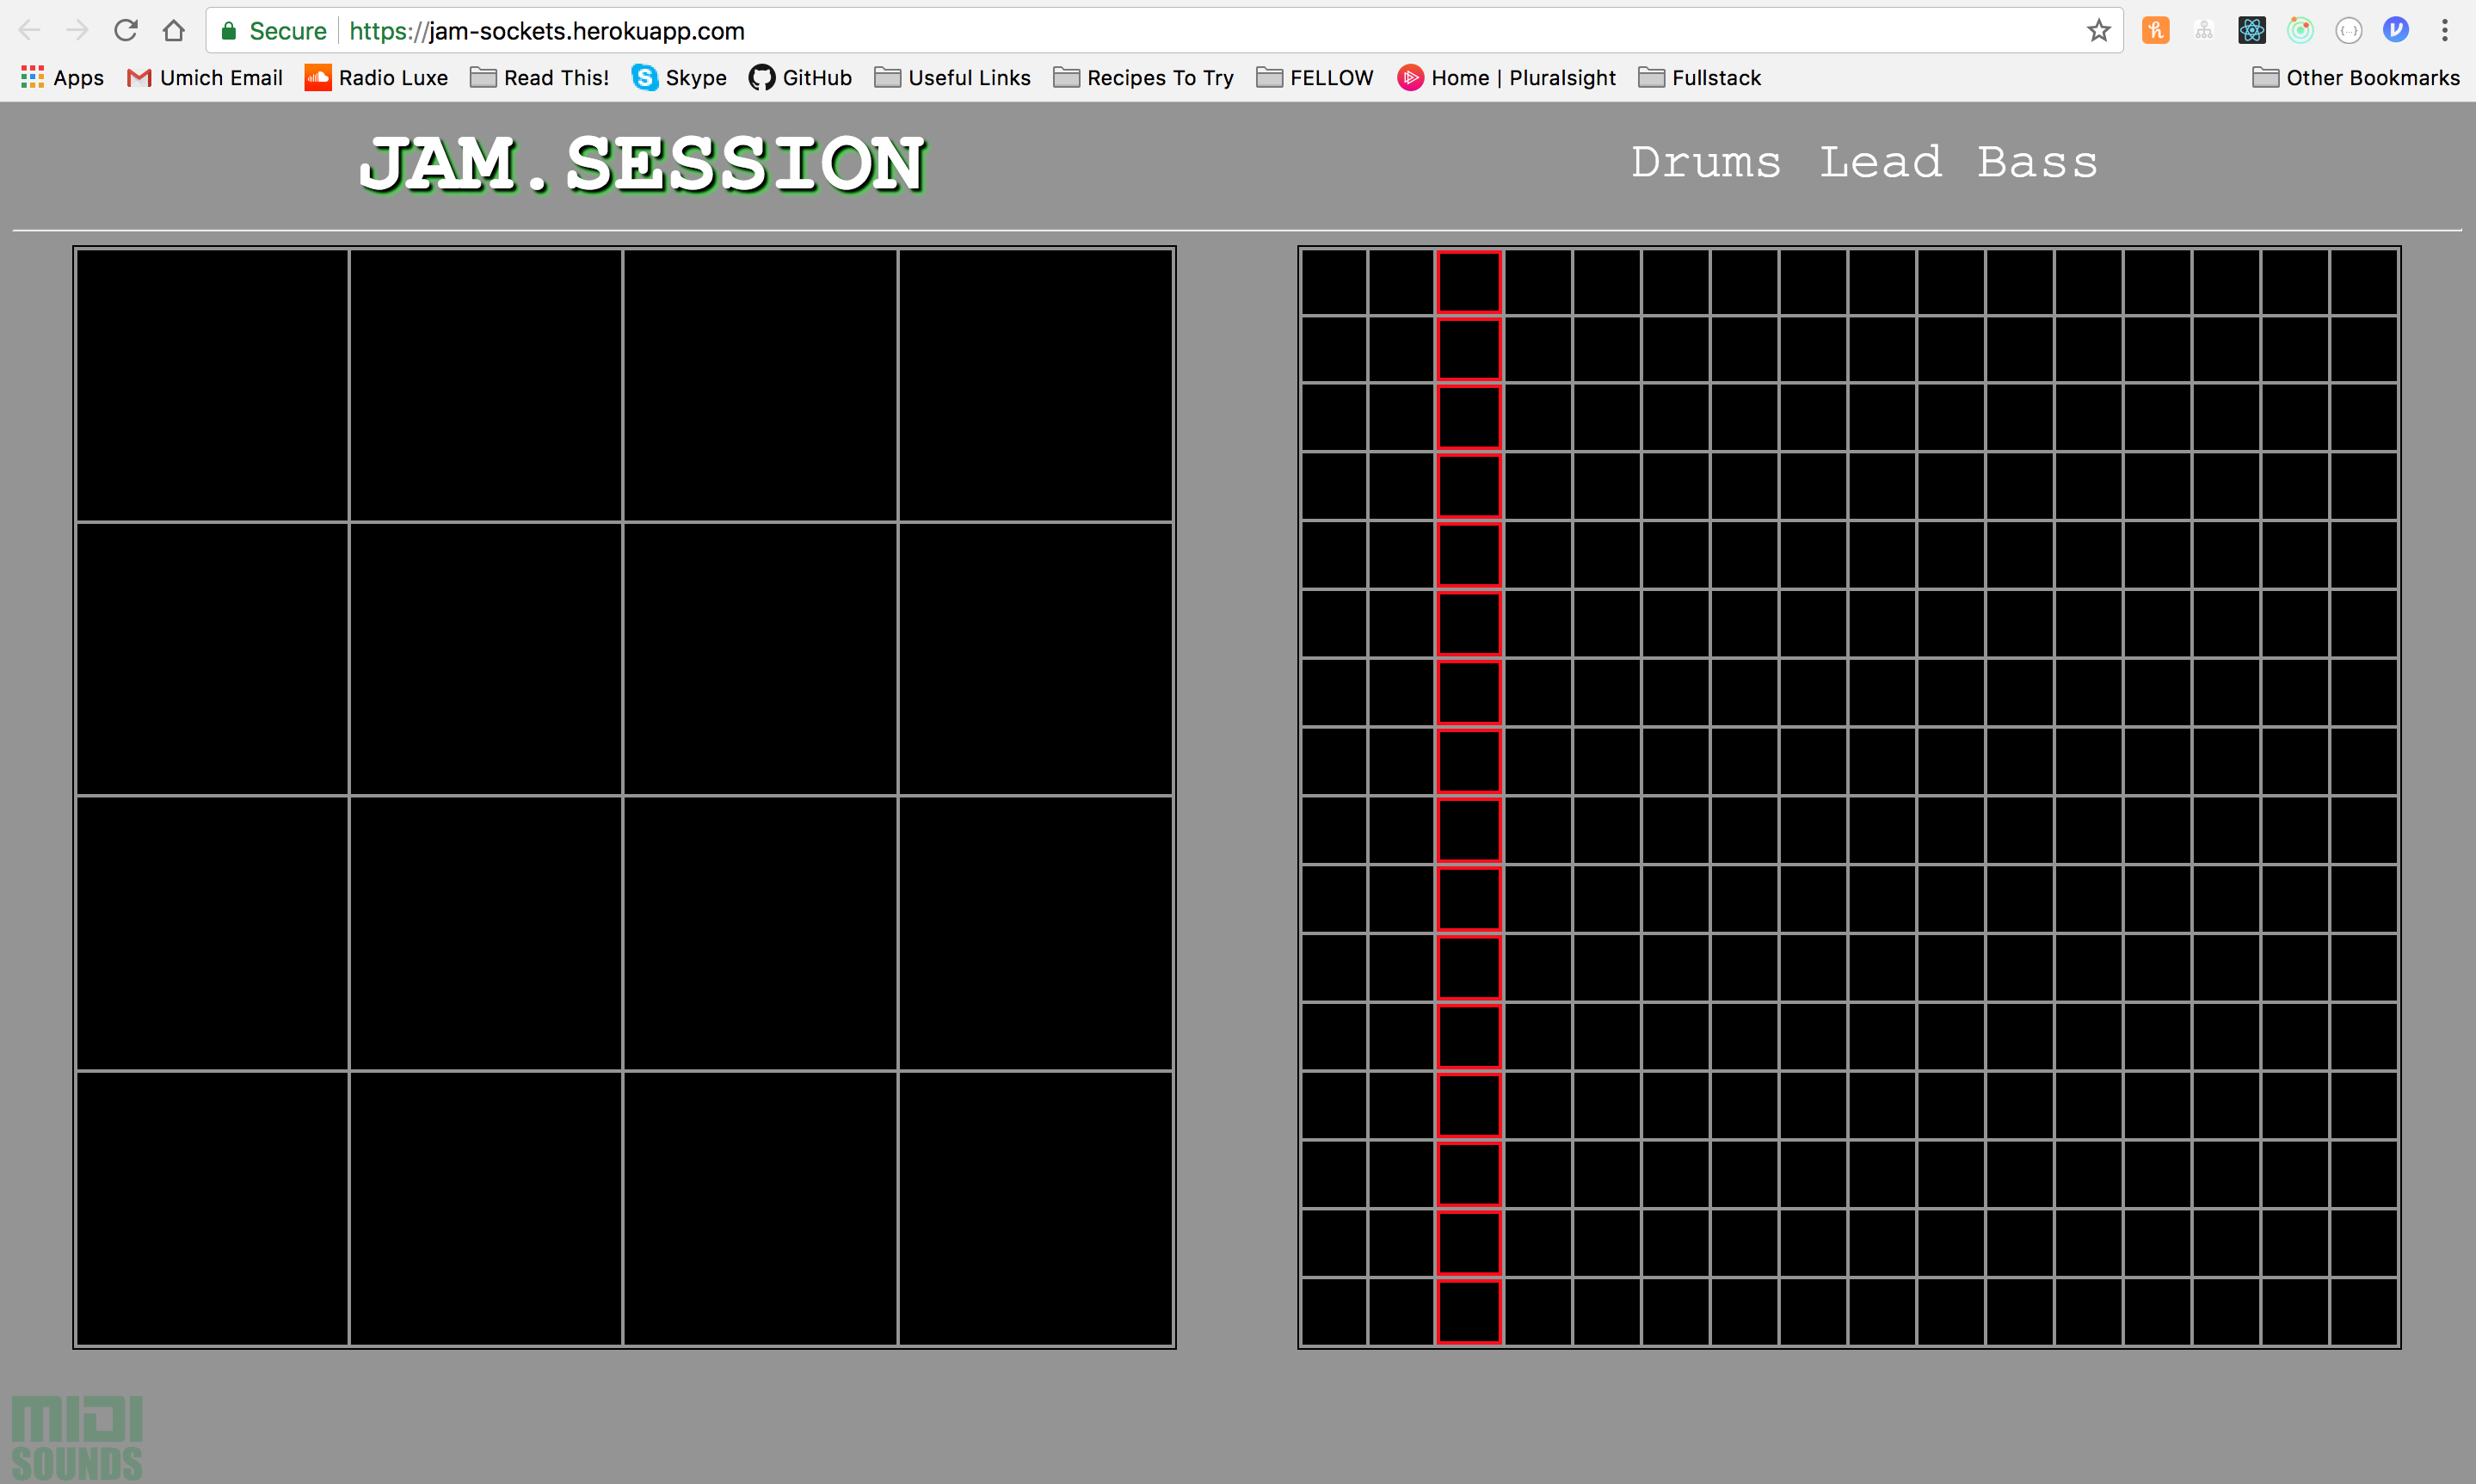 Secure https://jam-sockets.herokuapp.com
Apps Umich Email Radio Luxe Read This! Skype GitHub Useful Links Recipes To Try FELLOW Home | Pluralsight Fullstack Other Bookmarks
JAM.SESSION Drums Lead Bass
MIDI
SOUNDS